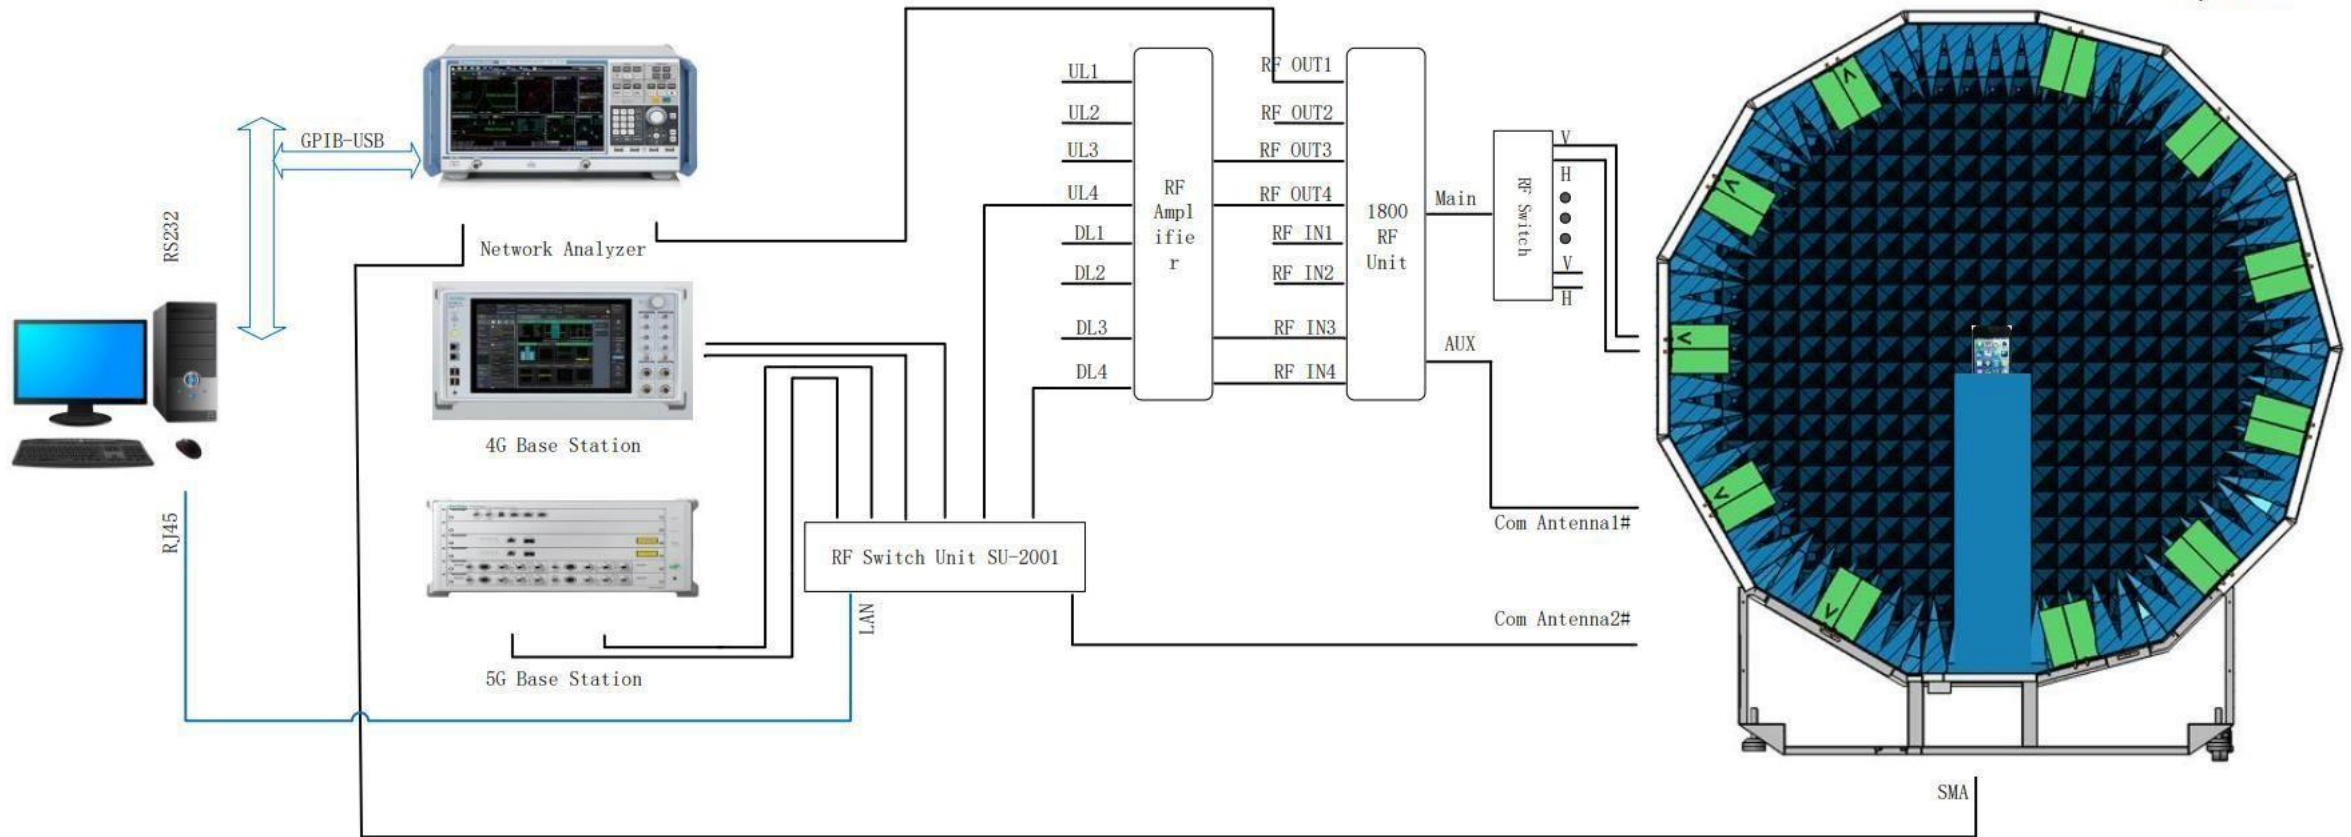 GPIB-USB
RS232
Network Analyzer
4G Base Station
RJ45
5G Base Station
LAN
RF Switch Unit SU-2001
UL1
UL2
UL3
UL4
DL1
DL2
DL3
DL4
RF
Ampl
ifie
r
RF OUT1
RF OUT2
RF OUT3
RF OUT4
RF IN1
RF IN2
RF IN3
RF IN4
1800
RF
Unit
Main
AUX
RF Switch
V
H
V
H
Com Antenna1#
Com Antenna2#
V
V
V
V
V
SMA